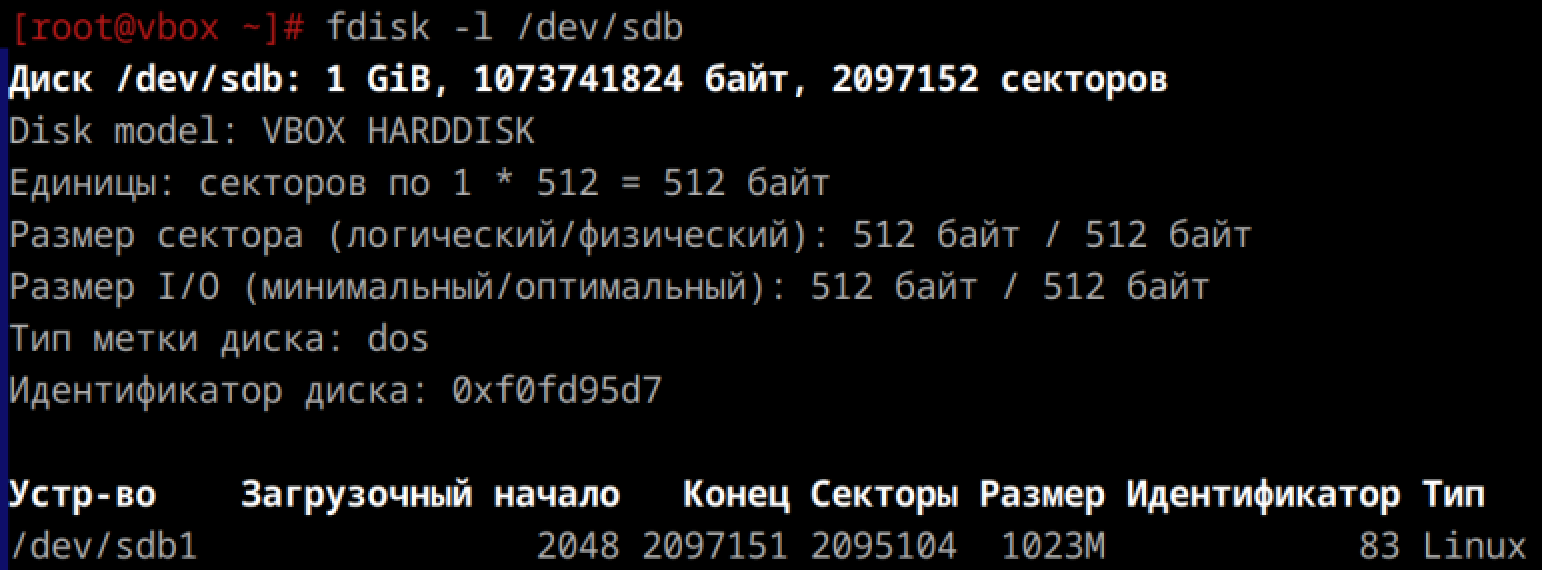 [root@vbox ~]# fdisk -l /dev/sdb
Диск /dev/sdb: 1 GiB, 1073741824 байт, 2097152 секторов
Disk model: VBOX HARDDISK
Единицы: секторов по 1 * 512 = 512 байт
Размер сектора (логический/физический): 512 байт / 512 байт
Размер I/O (минимальный/оптимальный): 512 байт / 512 байт
Тип метки диска: dos
Идентификатор диска: 0xf0fd95d7
Устр-во    Загрузочный начало   Конец Секторы Размер Идентификатор Тип
/dev/sdb1                2048 2097151 2095104  1023M            83 Linux